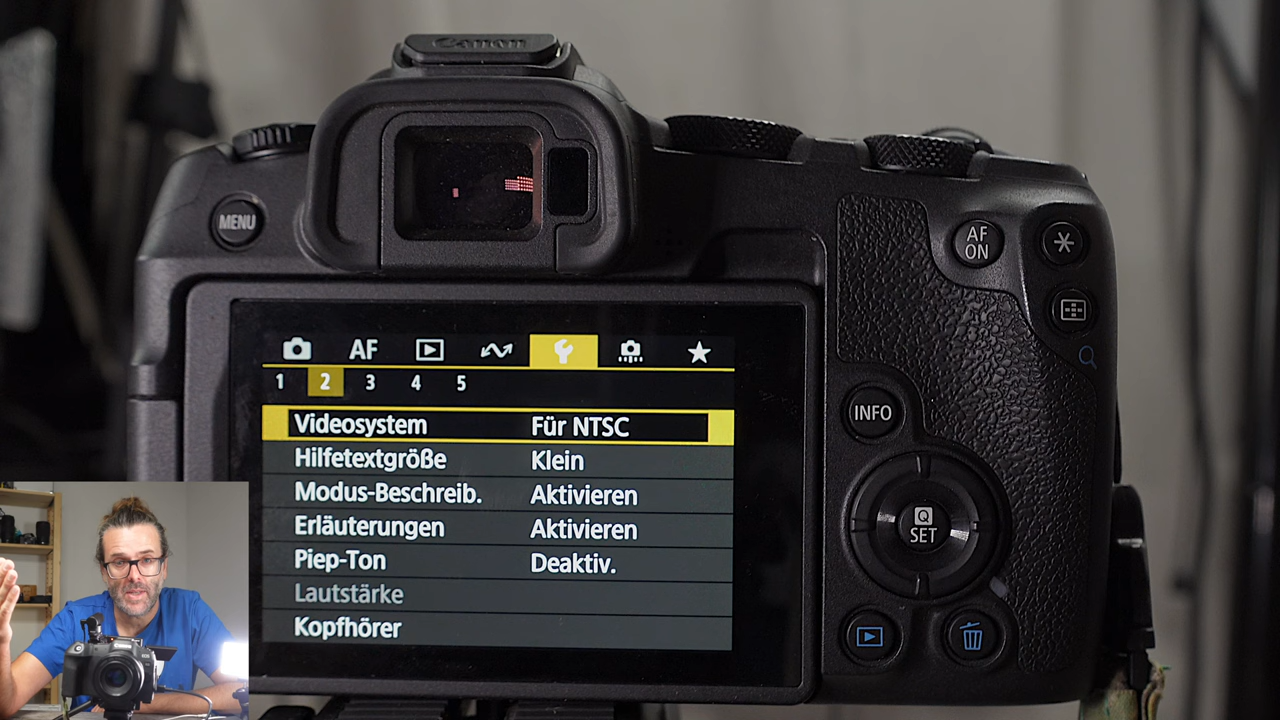 Canon
MENU
AF
ON
AF
1 2 3 4 5
Videosystem Für NTSC
Hilfetextgröße Klein
Modus-Beschreib. Aktivieren
Erläuterungen Aktivieren
Piep-Ton Deaktiv.
Lautstärke
Kopfhörer
INFO
Q
SET
Canon